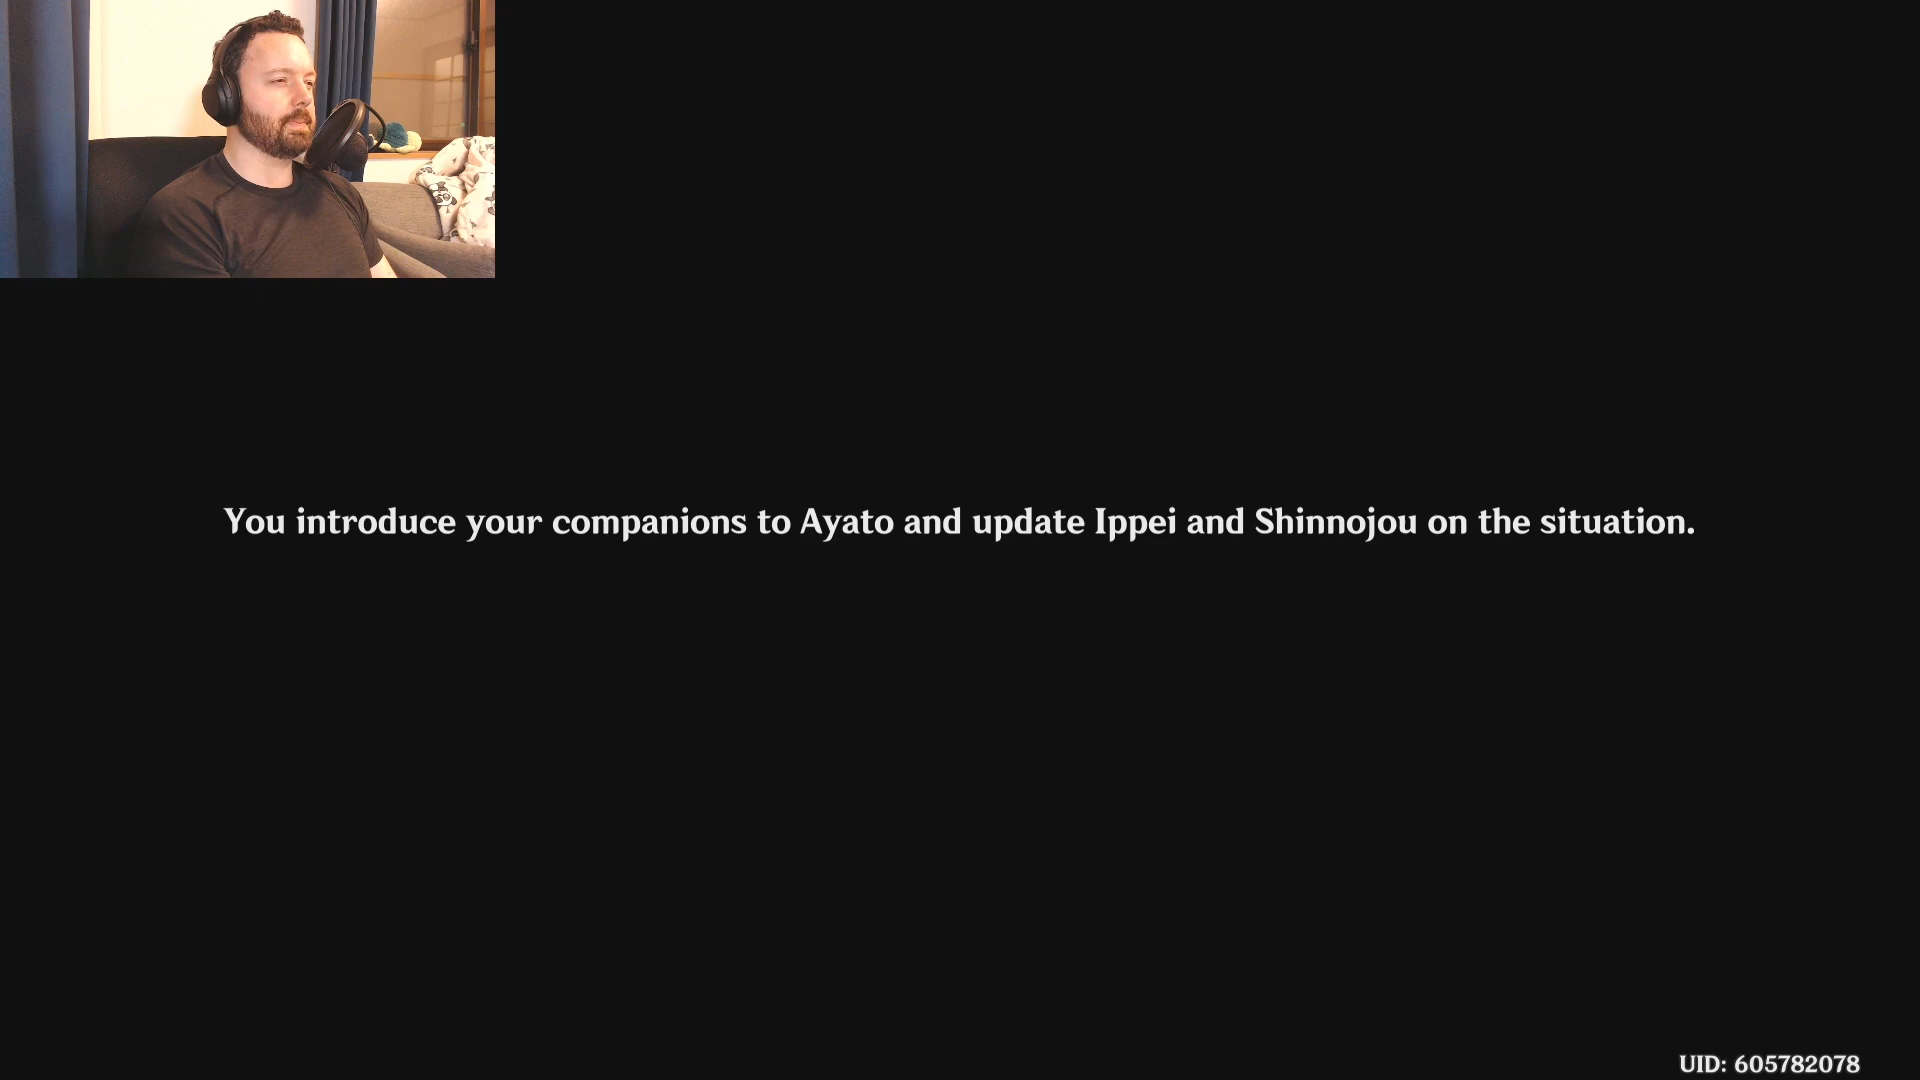 You introduce your companions to Ayato and update Ippei and Shinnojou on the situation.
UID: 605782078